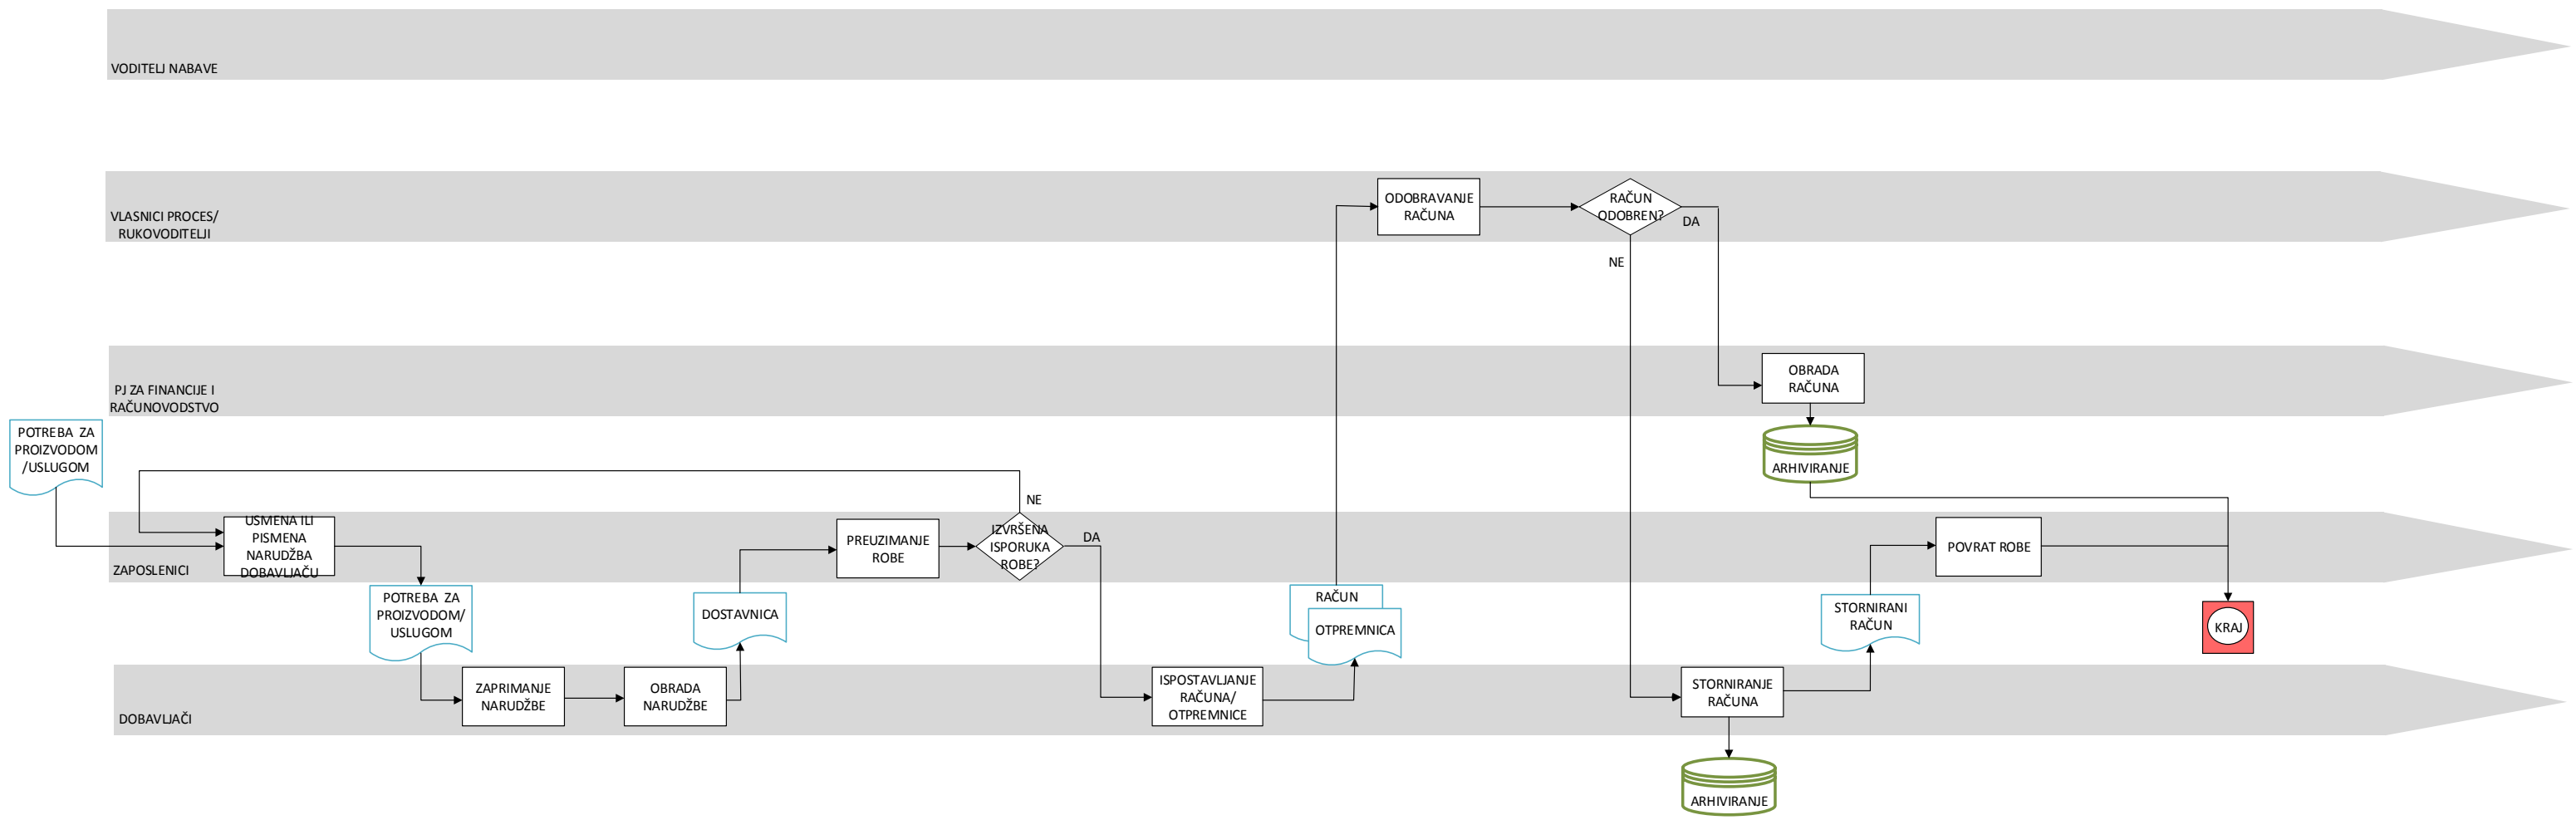 VODITELJ NABAVE
VLASNICI PROCES/
RUKOVODITELJI
ODOBRAVANJE
RAČUNA
RAČUN
ODOBREN?
DA
NE
PJ ZA FINANCIJE I
RAČUNOVODSTVO
OBRADA
RAČUNA
ARHIVIRANJE
POTREBA ZA
PROIZVODOM
/USLUGOM
ZAPOSLENICI
USMENA ILI
PISMENA
NARUDŽBA
DOBAVLJAČU
PREUZIMANJE
ROBE
IZVRŠENA
ISPORUKA
ROBE?
NE
DA
POVRAT ROBE
POTREBA ZA
PROIZVODOM/
USLUGOM
DOSTAVNICA
RAČUN
OTPREMNICA
STORNIRANI
RAČUN
KRAJ
DOBAVLJAČI
ZAPRIMANJE
NARUDŽBE
OBRADA
NARUDŽBE
ISPOSTAVLJANJE
RAČUNA/
OTPREMNICE
STORNIRANJE
RAČUNA
ARHIVIRANJE